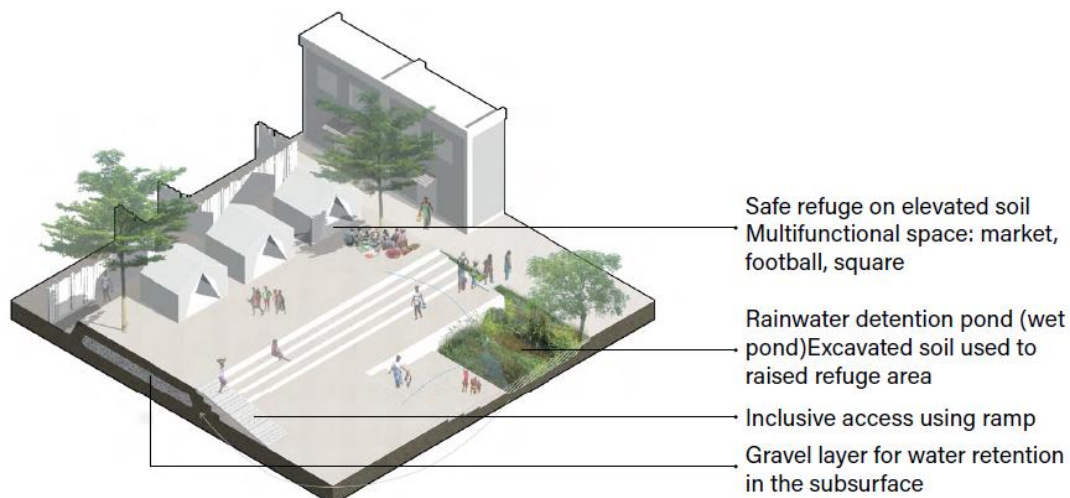 Safe refuge on elevated soil
Multifunctional space: market,
football, square
Rainwater detention pond (wet
pond)Excavated soil used to
raised refuge area
Inclusive access using ramp
Gravel layer for water retention
in the subsurface